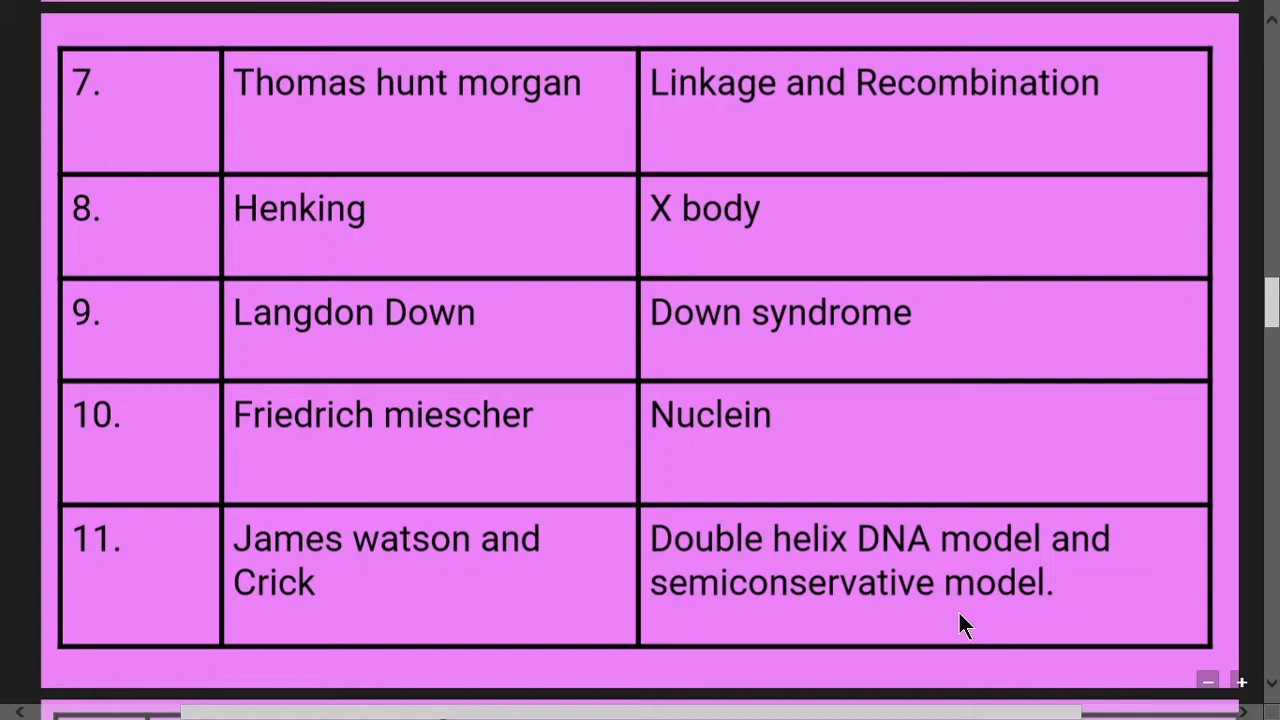 7. Thomas hunt morgan Linkage and Recombination
8. Henking X body
9. Langdon Down Down syndrome
10. Friedrich miescher Nuclein
11. James watson and Double helix DNA model and
Crick semiconservative model.